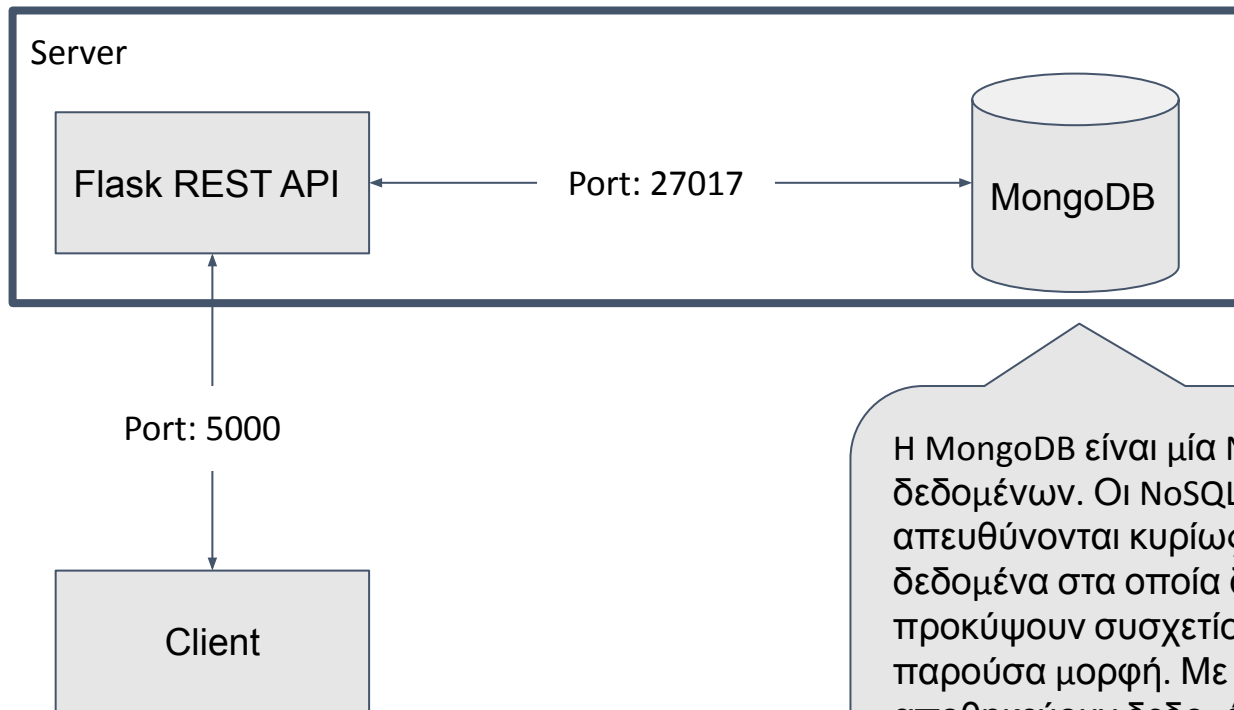 Server
Flask REST API
Port: 27017
MongoDB
Port: 5000
Client
Η MongoDB είναι μία
δεδομένων. Οι NoSQL
απευθύνονται κυρίως
δεδομένα στα οποία
προκύψουν
παρούσα μορφή. Με